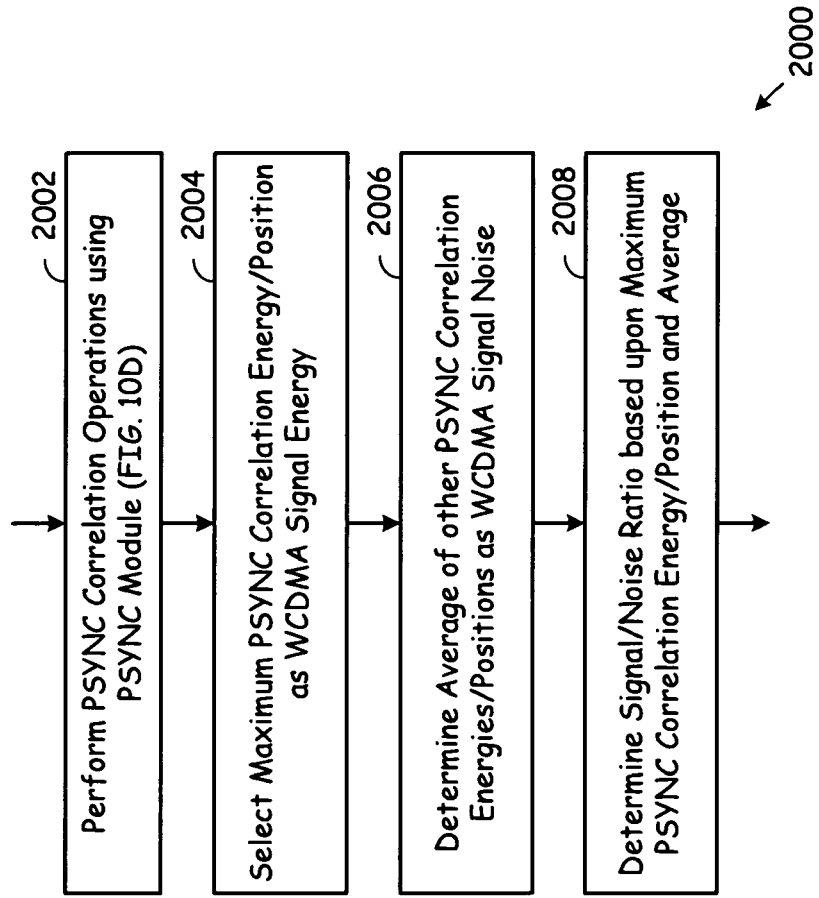 2002
Perform PSYNC Correlation Operations using
PSYNC Module (FIG. 10D)
2004
Select Maximum PSYNC Correlation Energy/Position
as WCDMA Signal Energy
2006
Determine Average of other PSYNC Correlation
Energies/Positions as WCDMA Signal Noise
2008
Determine Signal/Noise Ratio based upon Maximum
PSYNC Correlation Energy/Position and Average
2000